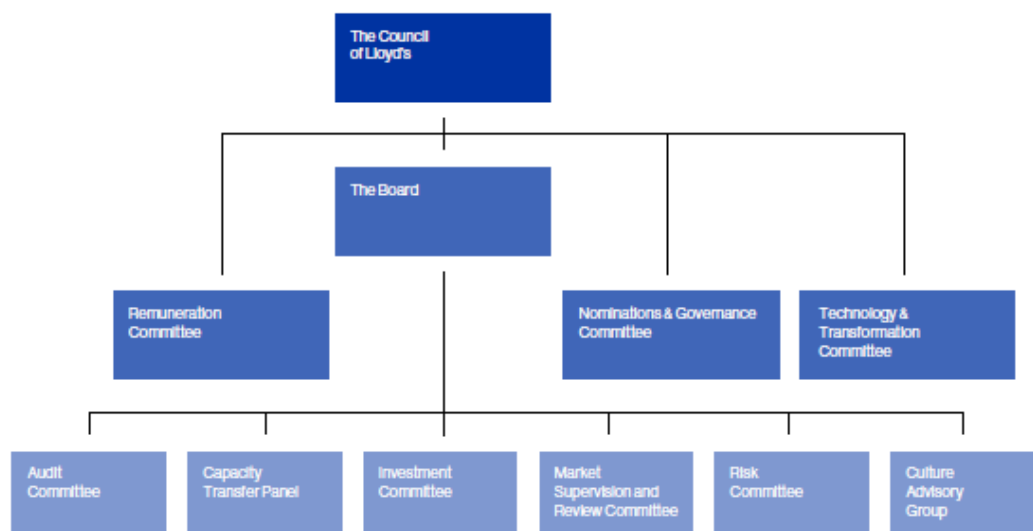 The Council
of Lloyd's
The Board
Remuneration
Committee
Nominations & Governance
Committee
Technology &
Transformation
Committee
Audit
Committee
Capacity
Transfer Panel
Investment
Committee
Market
Supervision and
Review Committee
Risk
Committee
Culture
Advisory
Group